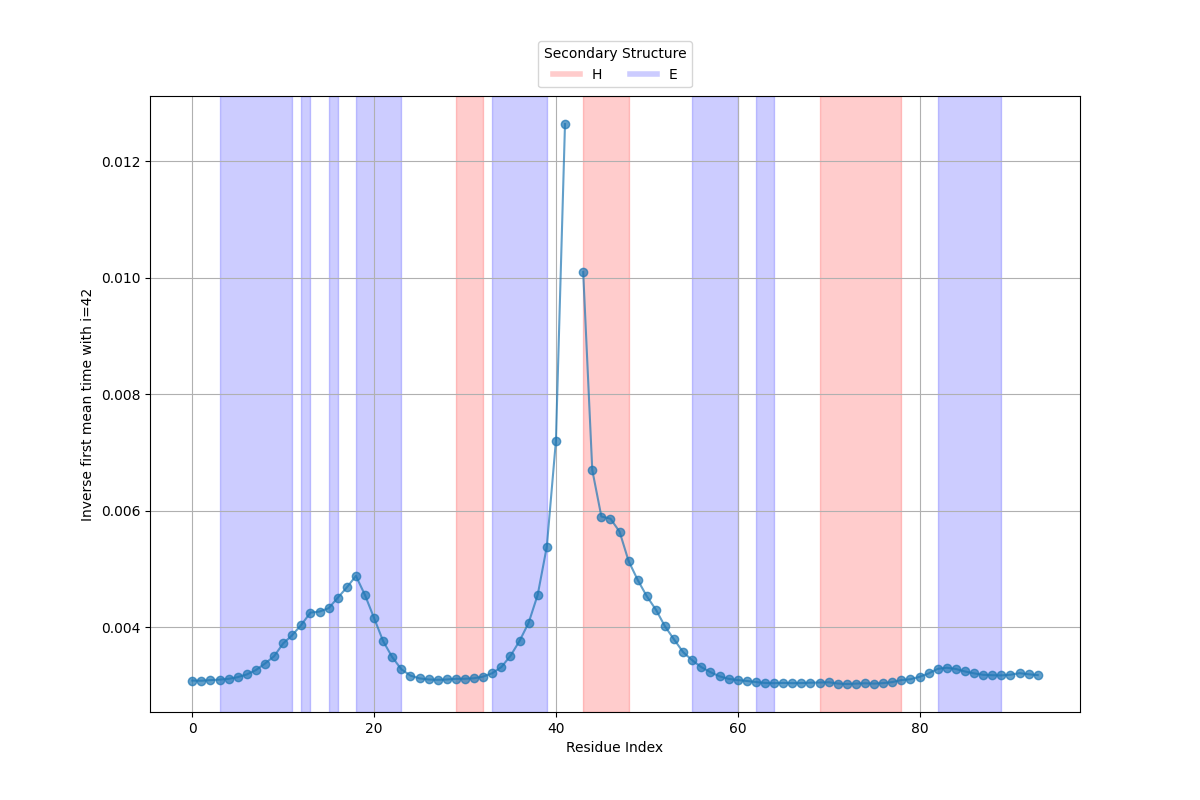 Secondary Structure
H E
0.012
0.010
0.008
0.006
0.004
Inverse first mean time with i=42
0 20 40 60 80
Residue Index